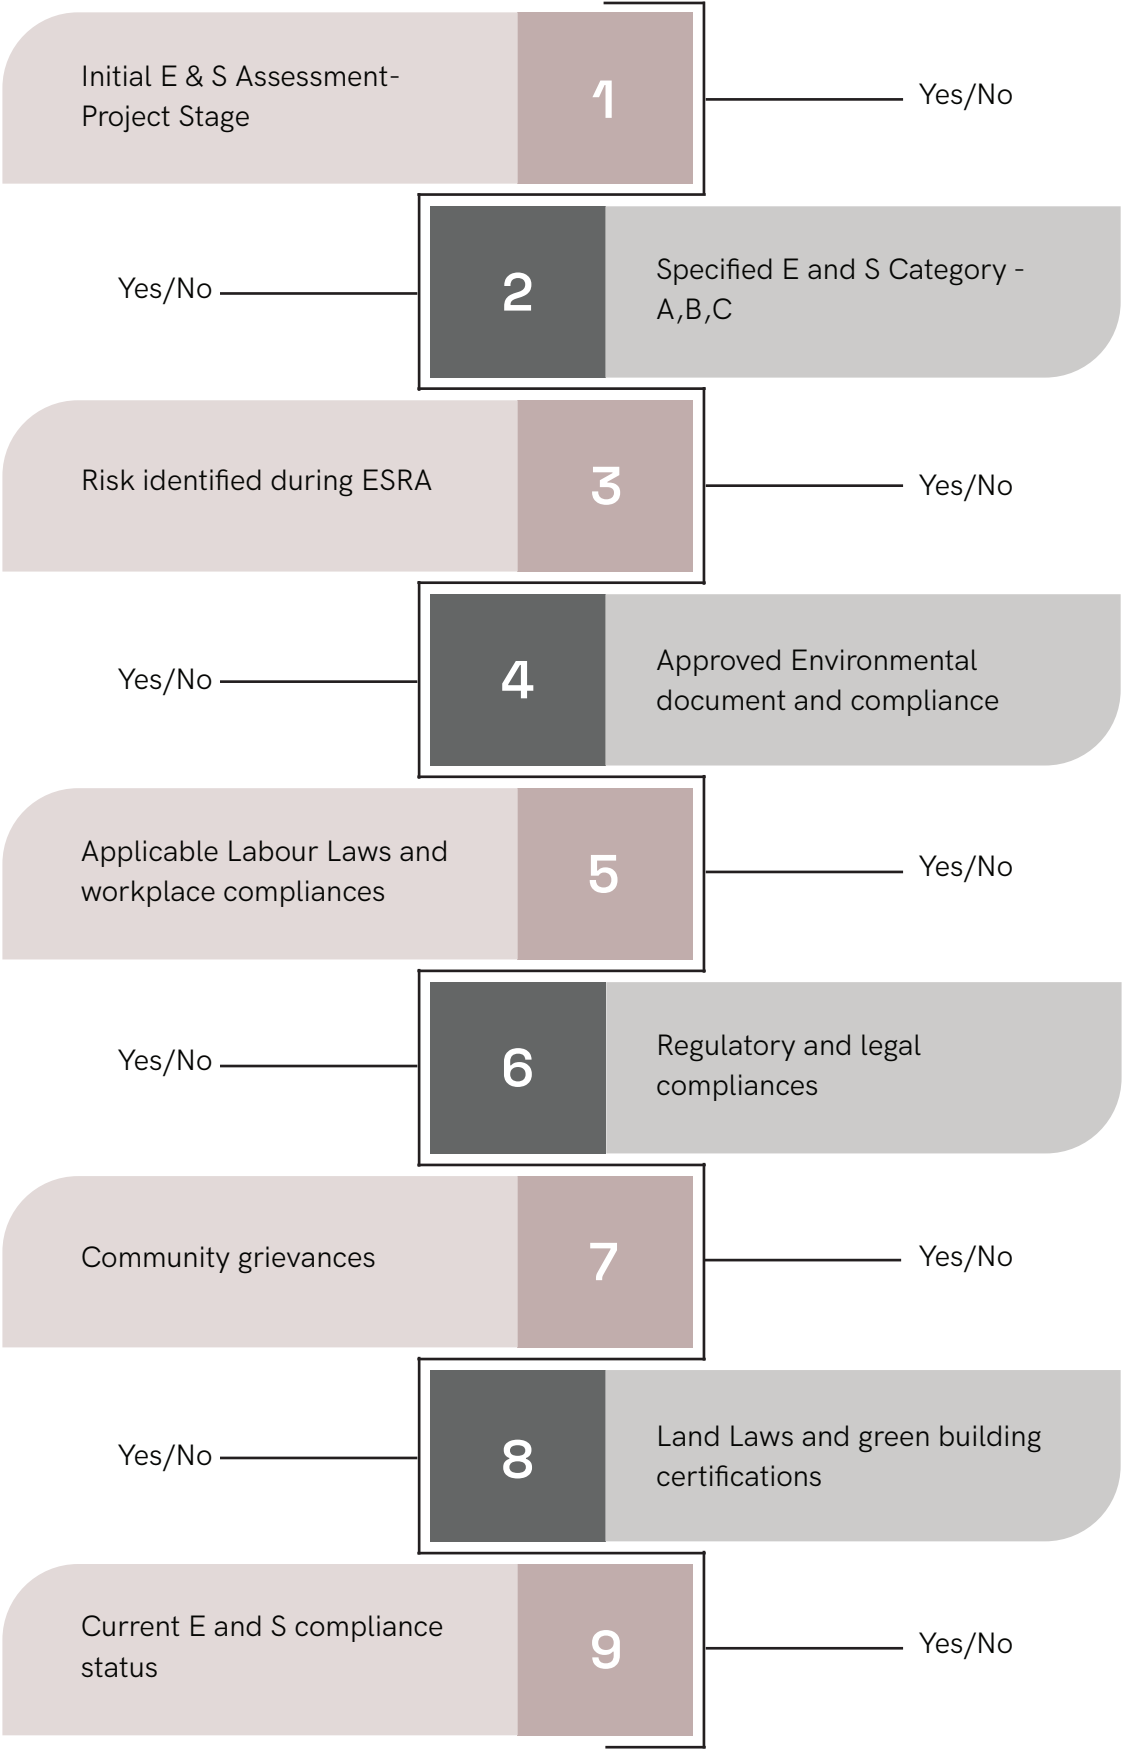 Initial E & S Assessment-
Project Stage
1
Yes/No
Yes/No
2
Specified E and S Category -
A,B,C
Risk identified during ESRA
3
Yes/No
Yes/No
4
Approved Environmental
document and compliance
Applicable Labour Laws and
workplace compliances
5
Yes/No
Yes/No
6
Regulatory and legal
compliances
Community grievances
7
Yes/No
Yes/No
8
Land Laws and green building
certifications
Current E and S compliance
status
9
Yes/No